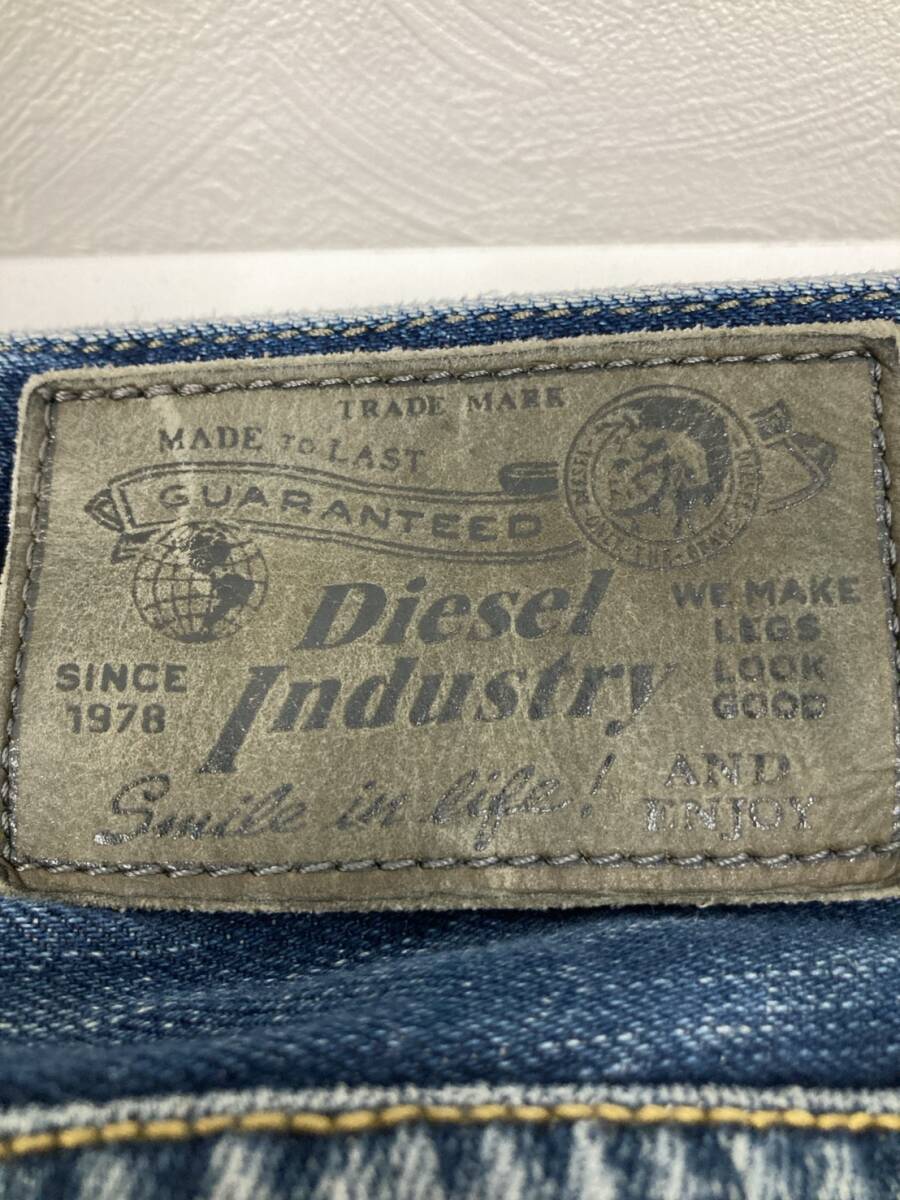 TRADE MARK
MADE TO LAST
GUARANTEED
Diesel
Industry
SINCE
1978
WE MAKE
LEGS
LOOK
GOOD
AND
ENJOY
Smile in life!